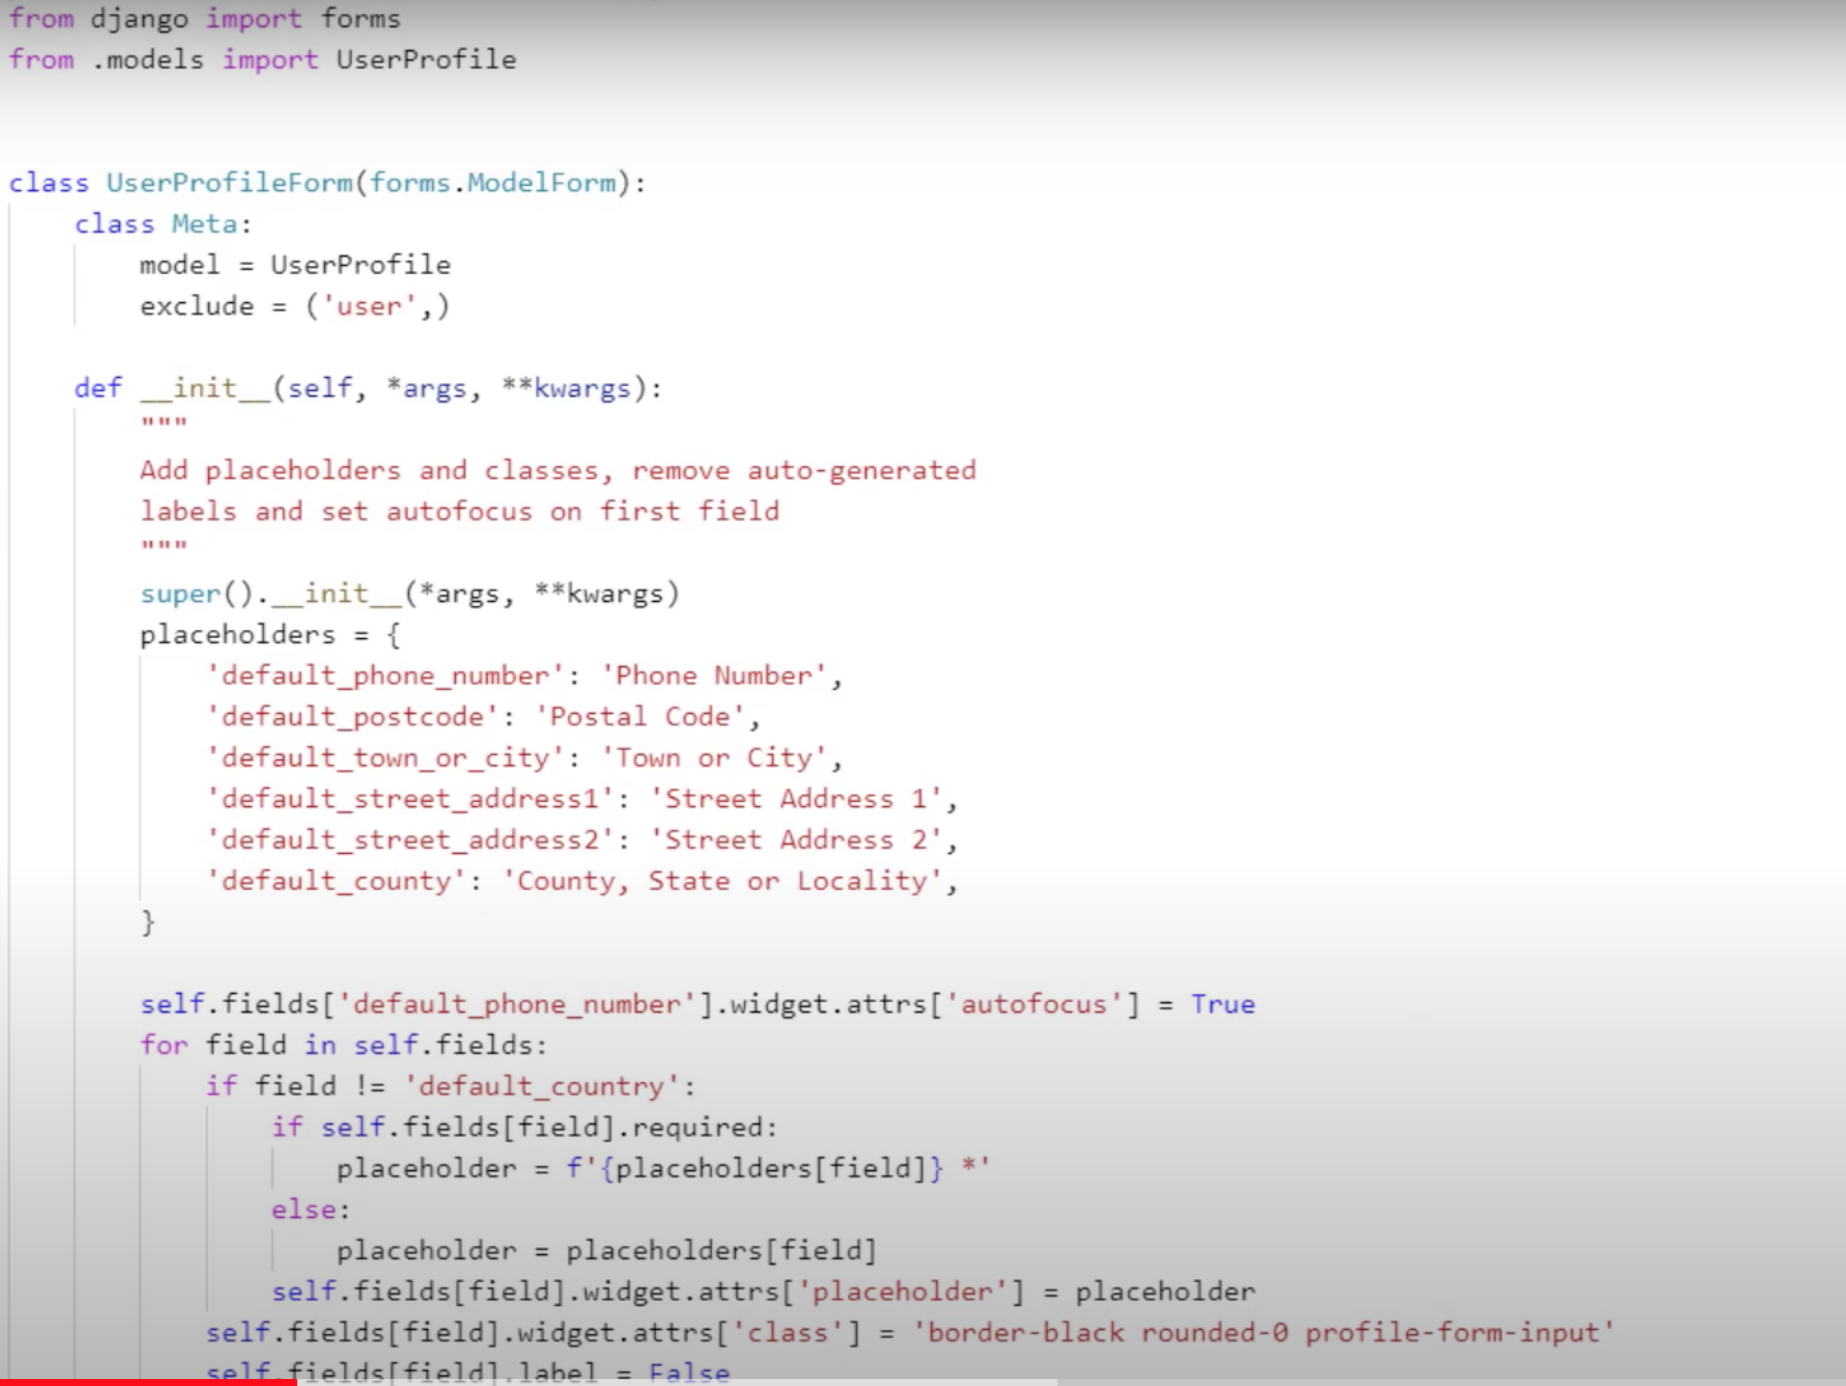 from django import forms
from .models import UserProfile
class UserProfileForm(forms.ModelForm):
    class Meta:
        model = UserProfile
        exclude = ('user',)
    def __init__(self, *args, **kwargs):
        """
        Add placeholders and classes, remove auto-generated
        labels and set autofocus on first field
        """
        super().__init__(*args, **kwargs)
        placeholders = {
            'default_phone_number': 'Phone Number',
            'default_postcode': 'Postal Code',
            'default_town_or_city': 'Town or City',
            'default_street_address1': 'Street Address 1',
            'default_street_address2': 'Street Address 2',
            'default_county': 'County, State or Locality',
        }
        self.fields['default_phone_number'].widget.attrs['autofocus'] = True
        for field in self.fields:
            if field != 'default_country':
                if self.fields[field].required:
                    placeholder = f'{placeholders[field]} *'
                else:
                    placeholder = placeholders[field]
                self.fields[field].widget.attrs['placeholder'] = placeholder
            self.fields[field].widget.attrs['class'] = 'border-black rounded-0 profile-form-input'
            self.fields[field].label = False